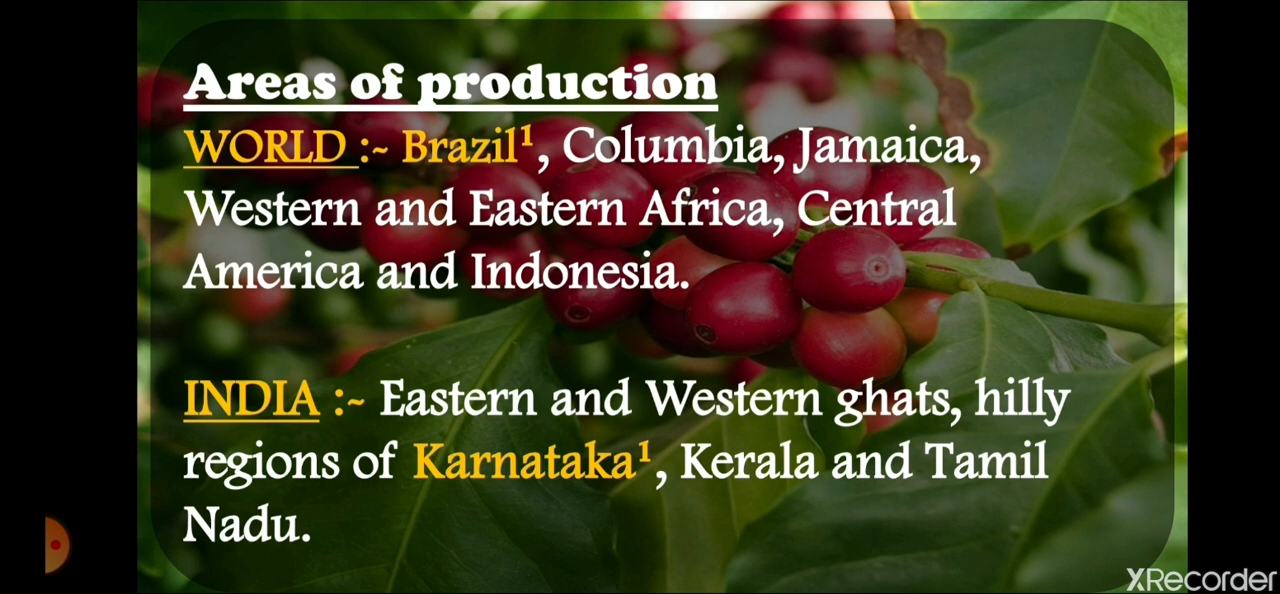 Areas of production
WORLD :~ Brazil¹, Columbia, Jamaica,
Western and Eastern Africa, Central
America and Indonesia.
INDIA :~ Eastern and Western ghats, hilly
regions of Karnataka¹, Kerala and Tamil
Nadu.
XRecorder